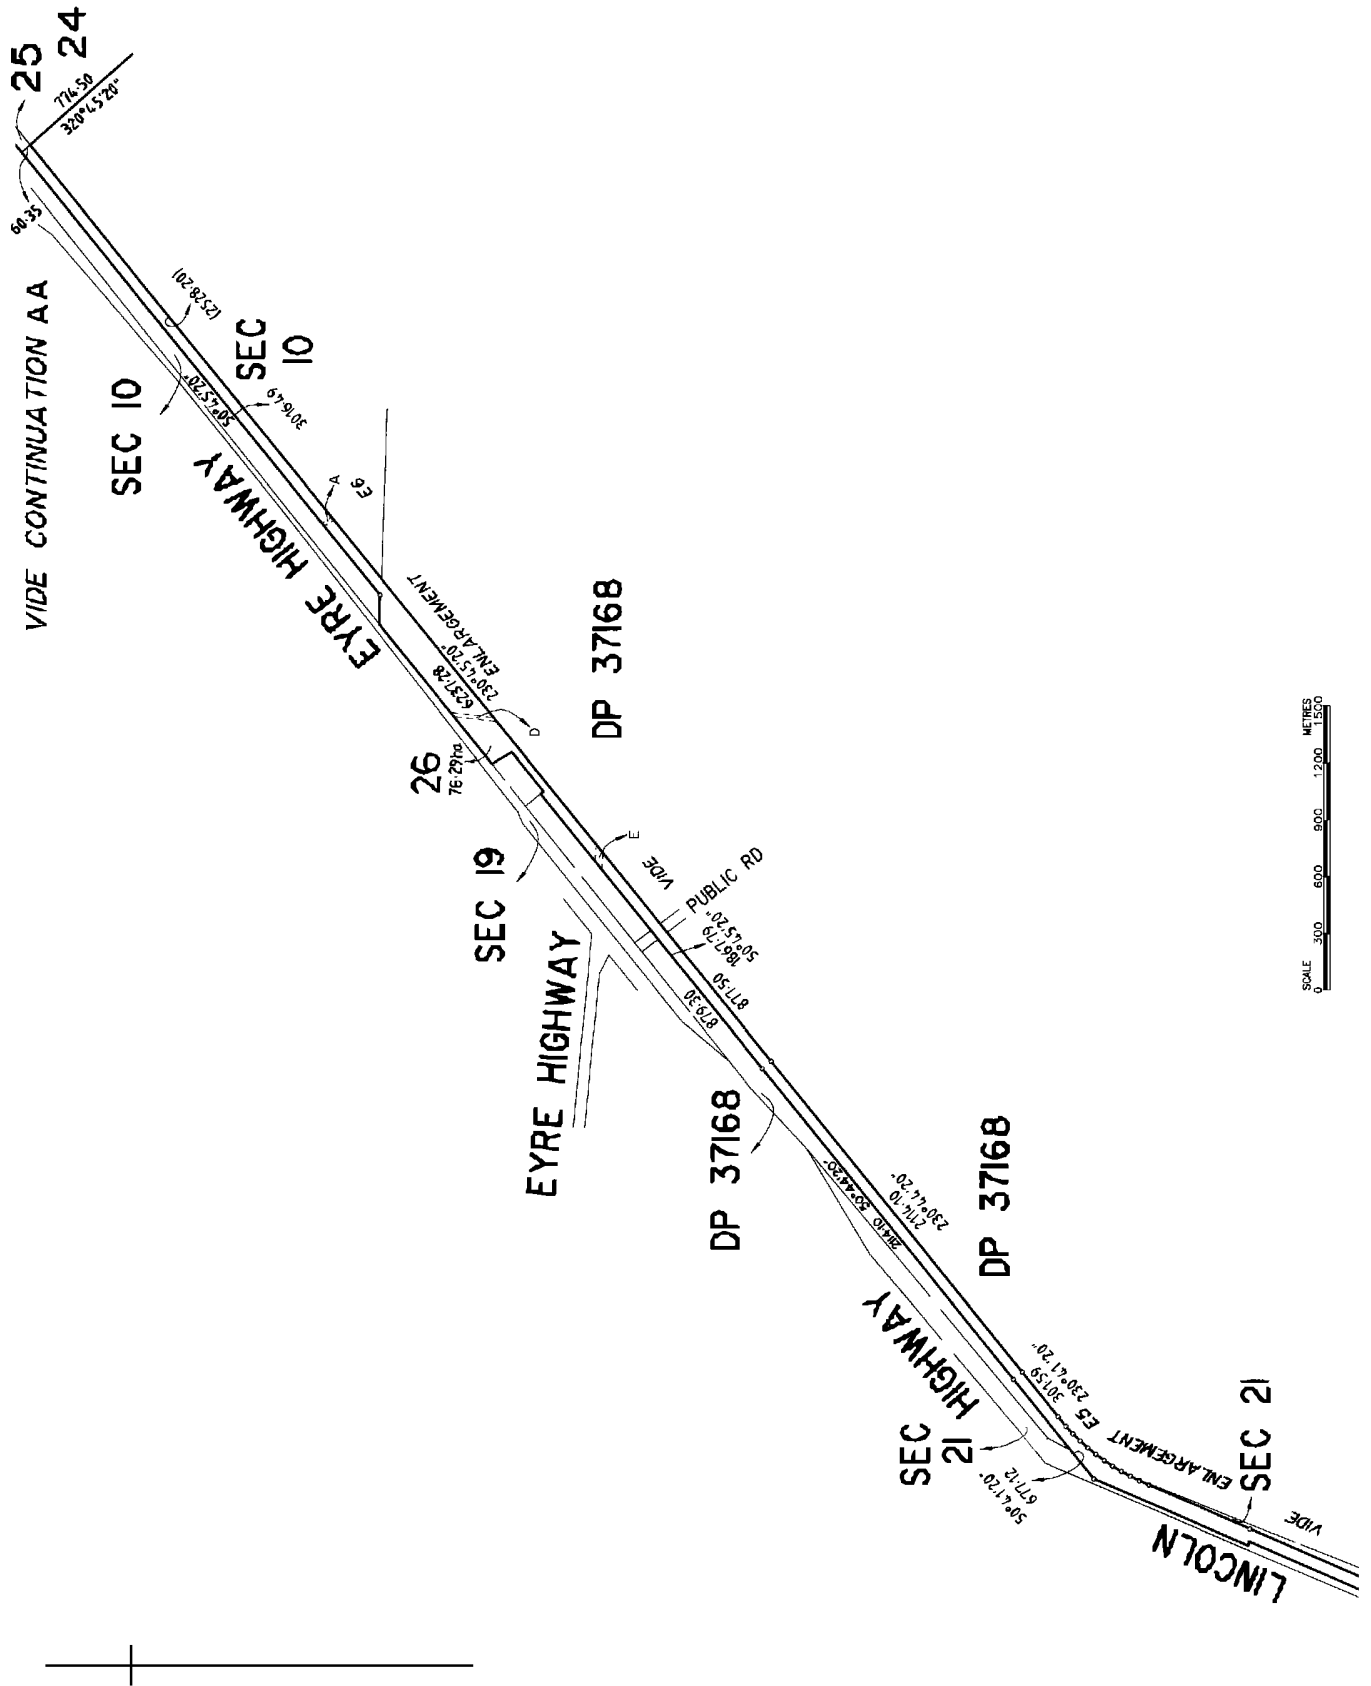 25
24
774·50
320°45'20"
60·35
VIDE CONTINUATION AA
(2528·20)
SEC 10
SEC
10
50°45'20"
3016·49
EYRE HIGHWAY
A
E6
ENLARGEMENT
230°45'20"
6237·28
DP 37168
D
26
76·29ha
SEC 19
E
VIDE
PUBLIC RD
50°45'20"
1867·79
877·50
879·30
EYRE HIGHWAY
DP 37168
50°44'20"
2114·10
2114·10
230°44'20"
DP 37168
SCALE
METRES
0 300 600 900 1200 1500
LINCOLN HIGHWAY
SEC
21
301·59
230°41'20"
E5
ENLARGEMENT
VIDE
50°41'20"
677·12
SEC 21